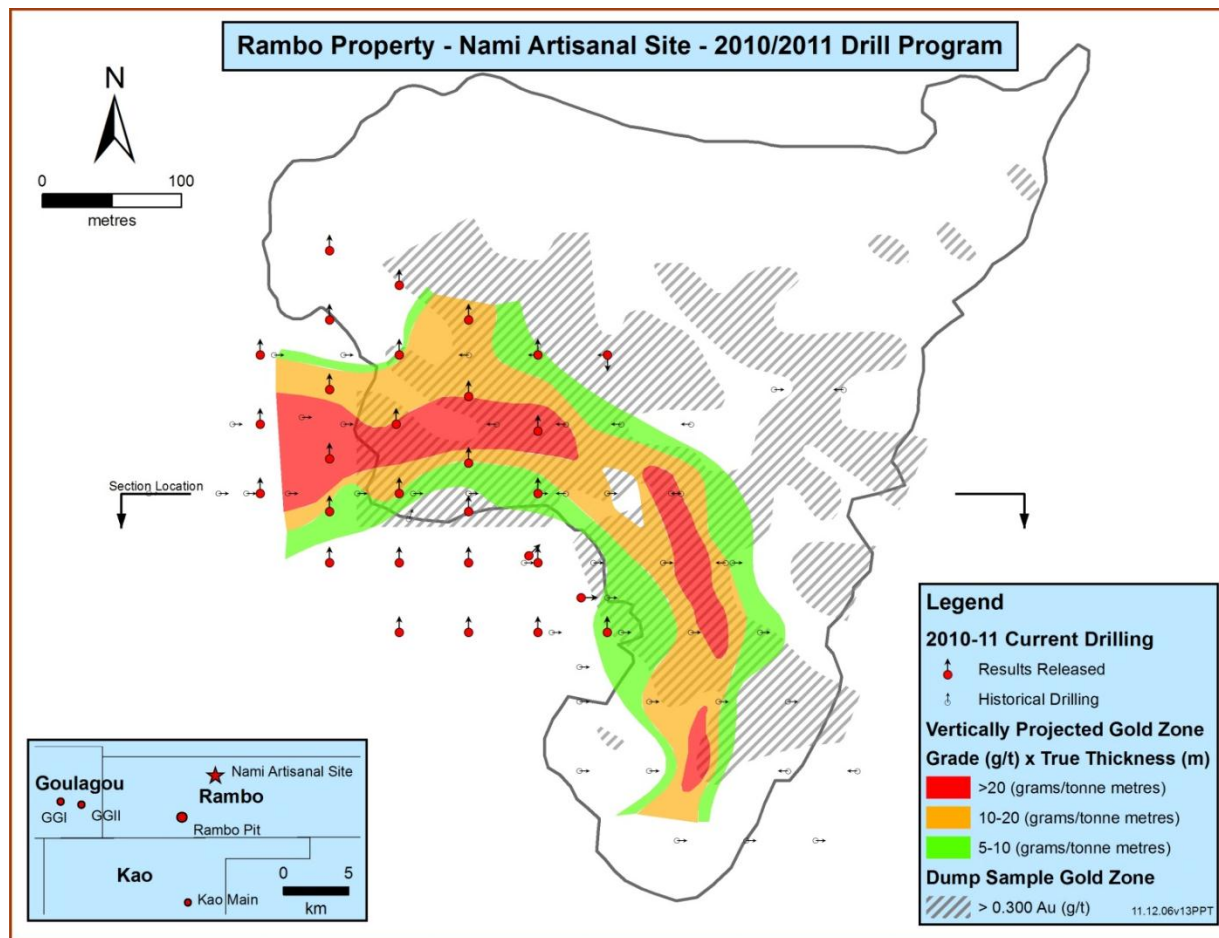 Rambo Property - Nami Artisanal Site - 2010/2011 Drill Program
N
0 100
metres
Section Location
Legend
2010-11 Current Drilling
Results Released
Historical Drilling
Vertically Projected Gold Zone
Grade (g/t) x True Thickness (m)
>20 (grams/tonne metres)
10-20 (grams/tonne metres)
5-10 (grams/tonne metres)
Dump Sample Gold Zone
> 0.300 Au (g/t)
11.12.06v13PPT
Nami Artisanal Site
Goulagou
Rambo
GGI
GGII
Rambo Pit
Kao
0 5
km
Kao Main